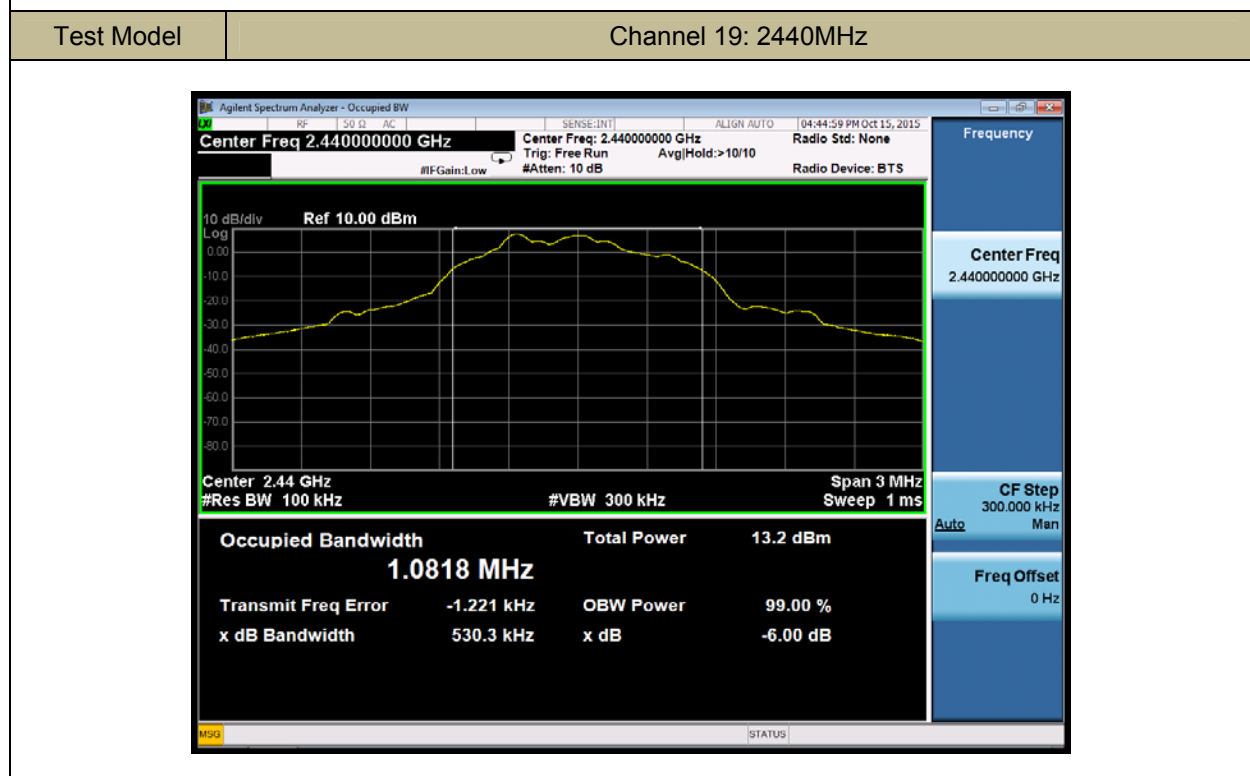 Test Model Channel 19: 2440MHz
Agilent Spectrum Analyzer - Occupied BW
LXI RF 50 Ω AC SENSE:INT ALIGN AUTO 04:44:59 PM Oct 15, 2015
Center Freq 2.440000000 GHz
Center Freq: 2.440000000 GHz Radio Std: None
Trig: Free Run Avg|Hold:>10/10
#IFGain:Low #Atten: 10 dB Radio Device: BTS
Frequency
10 dB/div Ref 10.00 dBm
Log
0.00
-10.0
-20.0
-30.0
-40.0
-50.0
-60.0
-70.0
-80.0
Center 2.44 GHz Span 3 MHz
#Res BW 100 kHz #VBW 300 kHz Sweep 1 ms
Occupied Bandwidth Total Power 13.2 dBm
1.0818 MHz
Transmit Freq Error -1.221 kHz OBW Power 99.00 %
x dB Bandwidth 530.3 kHz x dB -6.00 dB
Center Freq
2.440000000 GHz
CF Step
300.000 kHz
Auto Man
Freq Offset
0 Hz
MSG STATUS